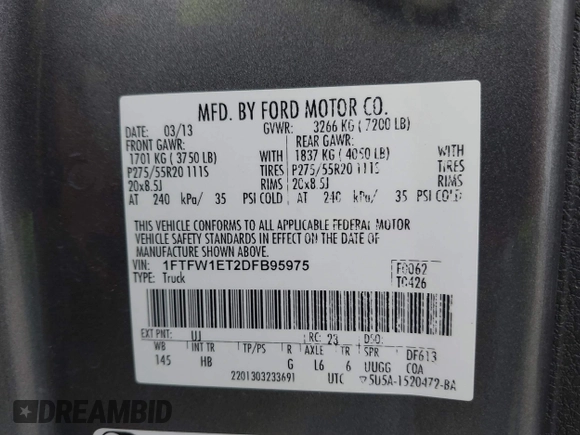 MFD. BY FORD MOTOR CO.
DATE: 03/13 GVWR: 3266 KG ( 7200 LB)
FRONT GAWR: REAR GAWR:
1701 KG ( 3750 LB) WITH 1837 KG ( 4050 LB) WITH
P275/55R20 111S TIRES P275/55R20 111S TIRES
20x8.5J RIMS 20x8.5J RIMS
AT 240 kPa/ 35 PSI COLD AT 240 kPa/ 35 PSI COLD
THIS VEHICLE CONFORMS TO ALL APPLICABLE FEDERAL MOTOR
VEHICLE SAFETY STANDARDS IN EFFECT ON THE DATE OF
MANUFACTURE SHOWN ABOVE.
VIN: 1FTFW1ET2DFB95975 F0062
TYPE: Truck T0426
EXT PNT: UJ RC: 23 DSO:
WB INT TR TP/PS R AXLE TR SPR DF613
145 HB G L6 6 UUGG COA
2201303233691 UTC 5U5A-1520472-BA
DREAMBID